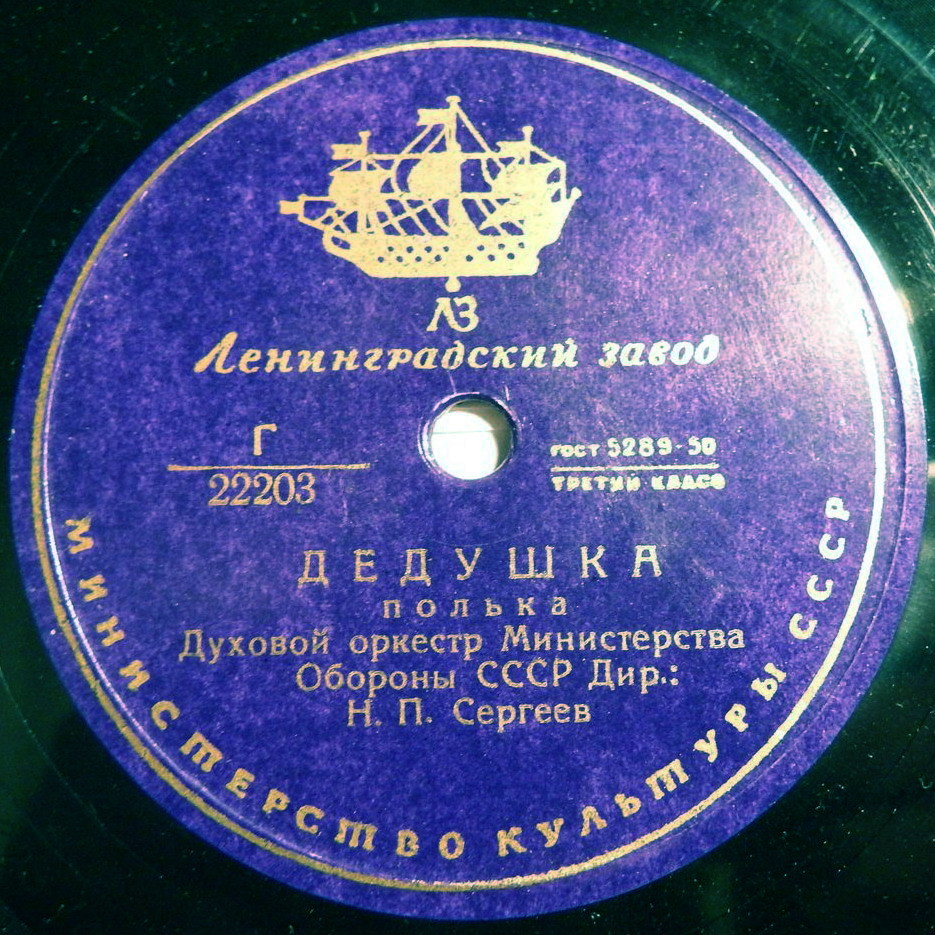 ЛЗ
Ленинградский завод
Г
22203
ГОСТ 5289-50
ТРЕТИЙ КЛАСС
ДЕДУШКА
полька
Духовой оркестр Министерства
Обороны СССР Дир.:
Н. П. Сергеев
МИНИСТЕРСТВО КУЛЬТУРЫ СССР